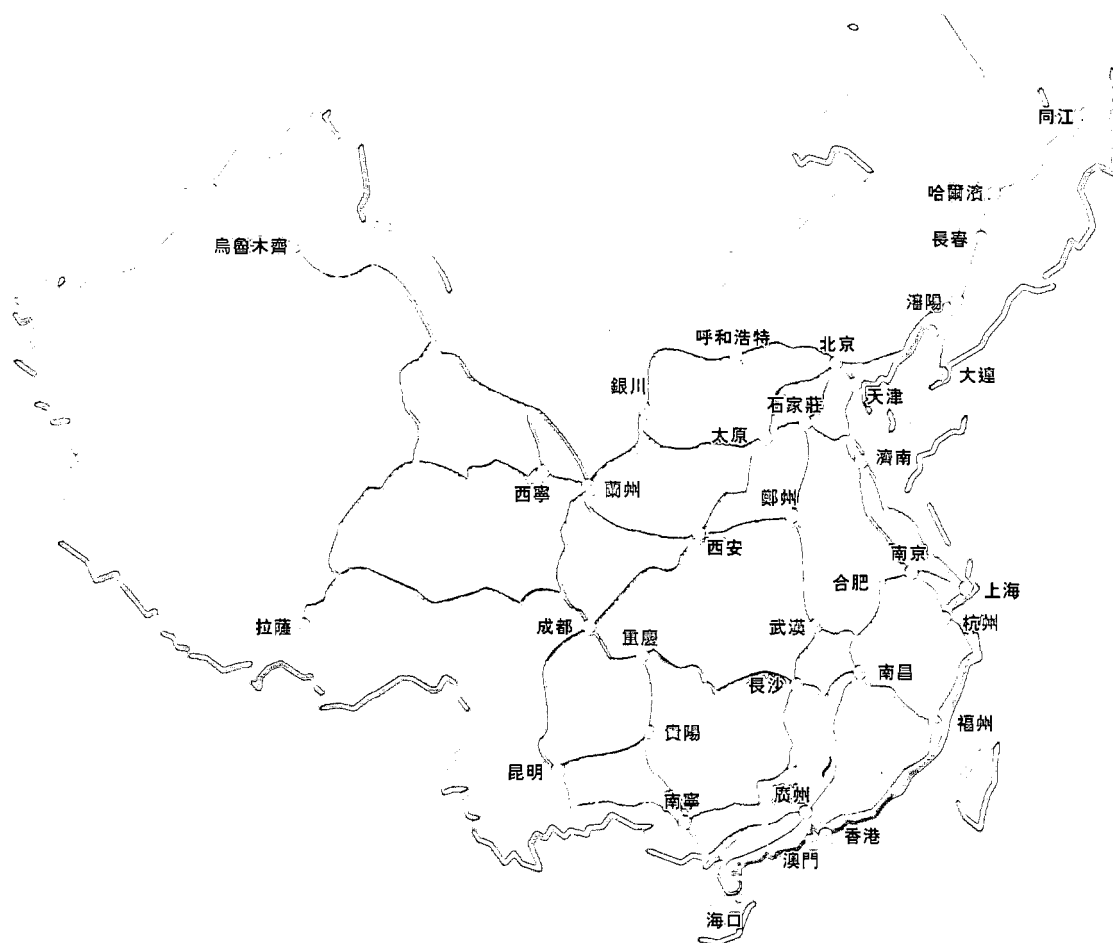 同江
哈爾濱
烏魯木齊
長春
瀋陽
呼和浩特
北京
大連
銀川
天津
石家莊
太原
濟南
西寧
蘭州
鄭州
西安
南京
合肥
上海
拉薩
成都
重慶
武漢
杭州
長沙
南昌
貴陽
福州
昆明
南寧
廣州
香港
澳門
海口